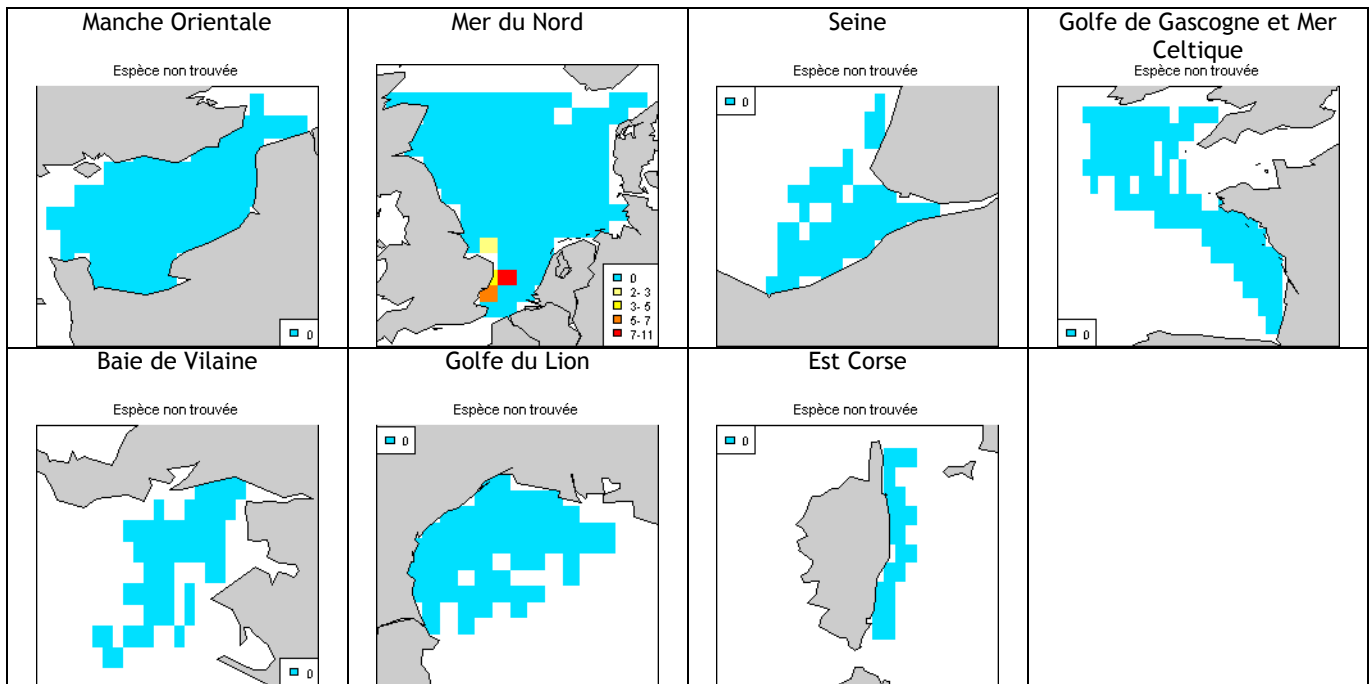 Manche Orientale
Espèce non trouvée
0
Mer du Nord
0
2- 3
3- 5
5- 7
7-11
Seine
Espèce non trouvée
0
Golfe de Gascogne et Mer
Celtique
Espèce non trouvée
0
Baie de Vilaine
Espèce non trouvée
0
Golfe du Lion
Espèce non trouvée
0
Est Corse
Espèce non trouvée
0